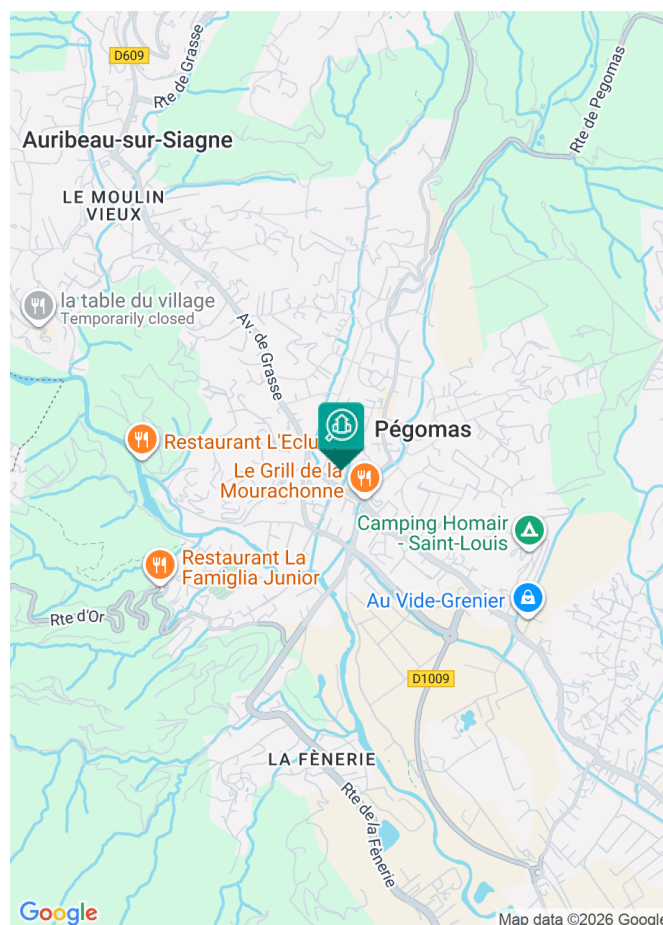 D609
Rte de Grasse
Rte de Pegomas
Auribeau-sur-Siagne
LE MOULIN
VIEUX
la table du village
Temporarily closed
Av. de Grasse
Pégomas
Restaurant L'Eclu
Le Grill de la
Mourachonne
Camping Homair
- Saint-Louis
Restaurant La
Famiglia Junior
Au Vide-Grenier
Rte d'Or
D1009
LA FÈNERIE
Rte de la Fènerie
Google
Map data ©2026 Google